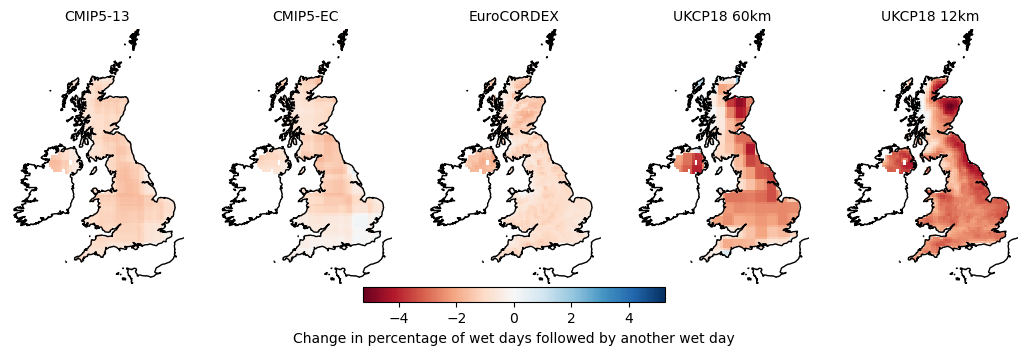 CMIP5-13
CMIP5-EC
EuroCORDEX
UKCP18 60km
UKCP18 12km
−4
−2
0
2
4
Change in percentage of wet days followed by another wet day